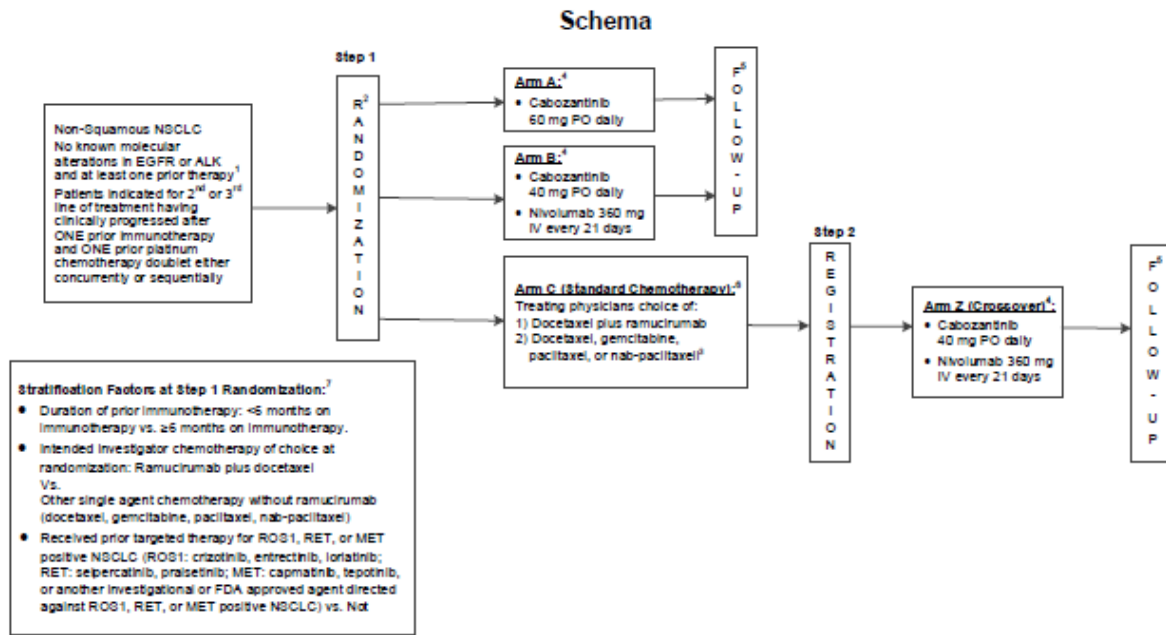 Schema
Step 1
Non-Squamous NSCLC
No known molecular
alterations in EGFR or ALK
and at least one prior therapy1
Patients indicated for 2nd or 3rd
line of treatment having
clinically progressed after
ONE prior immunotherapy
and ONE prior platinum
chemotherapy doublet either
concurrently or sequentially
R2
A
N
D
O
M
I
Z
A
T
I
O
N
Arm A:4
• Cabozantinib
60 mg PO daily
Arm B:4
• Cabozantinib
40 mg PO daily
• Nivolumab 360 mg
IV every 21 days
F5
O
L
L
O
W
-
U
P
Arm C (Standard Chemotherapy):6
Treating physicians choice of:
1) Docetaxel plus ramucirumab
2) Docetaxel, gemcitabine,
paclitaxel, or nab-paclitaxel3
Step 2
R
E
G
I
S
T
R
A
T
I
O
N
Arm Z (Crossover)4:
• Cabozantinib
40 mg PO daily
• Nivolumab 360 mg
IV every 21 days
F5
O
L
L
O
W
-
U
P
Stratification Factors at Step 1 Randomization:7
• Duration of prior immunotherapy: <6 months on
immunotherapy vs. ≥6 months on immunotherapy.
• Intended investigator chemotherapy of choice at
randomization: Ramucirumab plus docetaxel
Vs.
Other single agent chemotherapy without ramucirumab
(docetaxel, gemcitabine, paclitaxel, nab-paclitaxel)
• Received prior targeted therapy for ROS1, RET, or MET
positive NSCLC (ROS1: crizotinib, entrectinib, lorlatinib;
RET: selpercatinib, pralsetinib; MET: capmatinib, tepotinib,
or another investigational or FDA approved agent directed
against ROS1, RET, or MET positive NSCLC) vs. Not